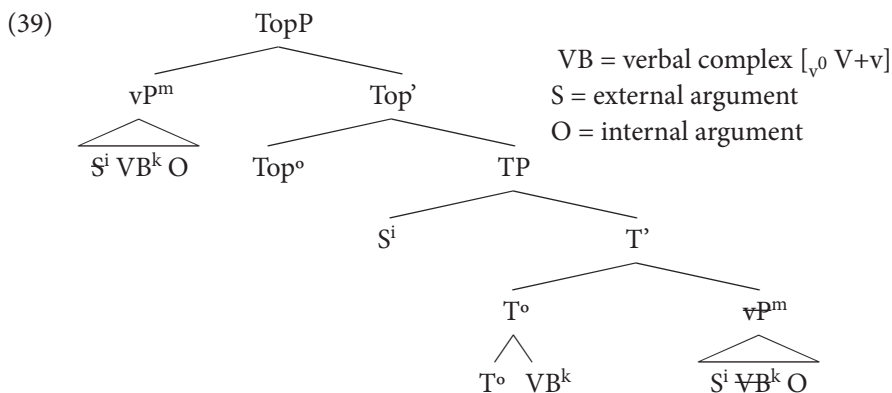 (39) TopP
VB = verbal complex [v⁰ V+v]
vPᵐ Top’
S = external argument
O = internal argument
Sⁱ VBᵏ O Topº TP
Sⁱ T’
Tº vPᵐ
Tº VBᵏ Sⁱ VBᵏ O